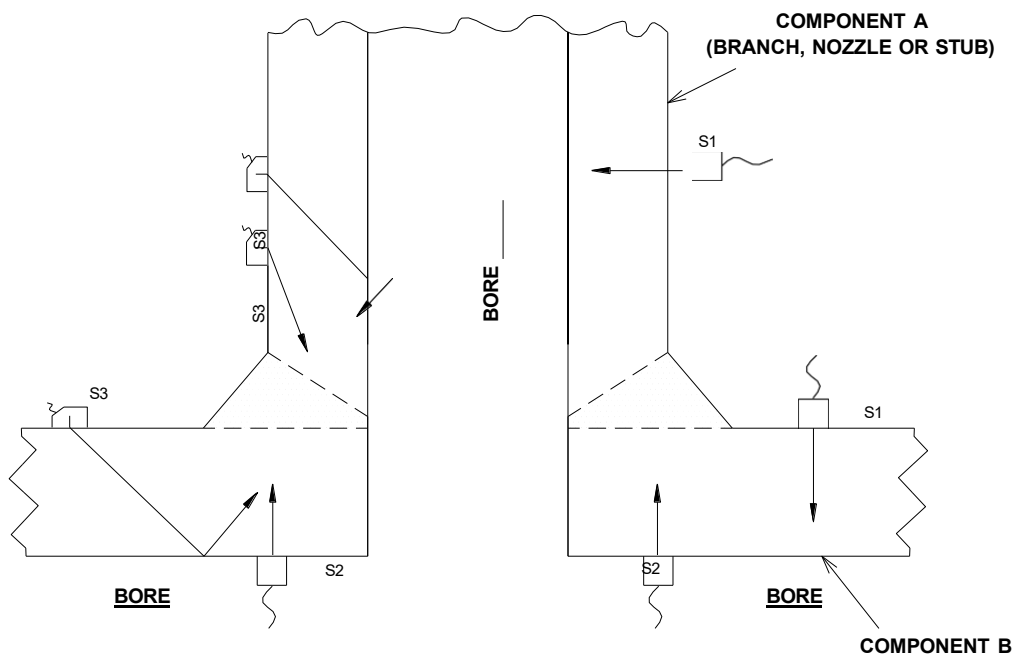 COMPONENT A
(BRANCH, NOZZLE OR STUB)
S1
S3
BORE
S3
S3
S1
S2
S2
BORE
BORE
COMPONENT B